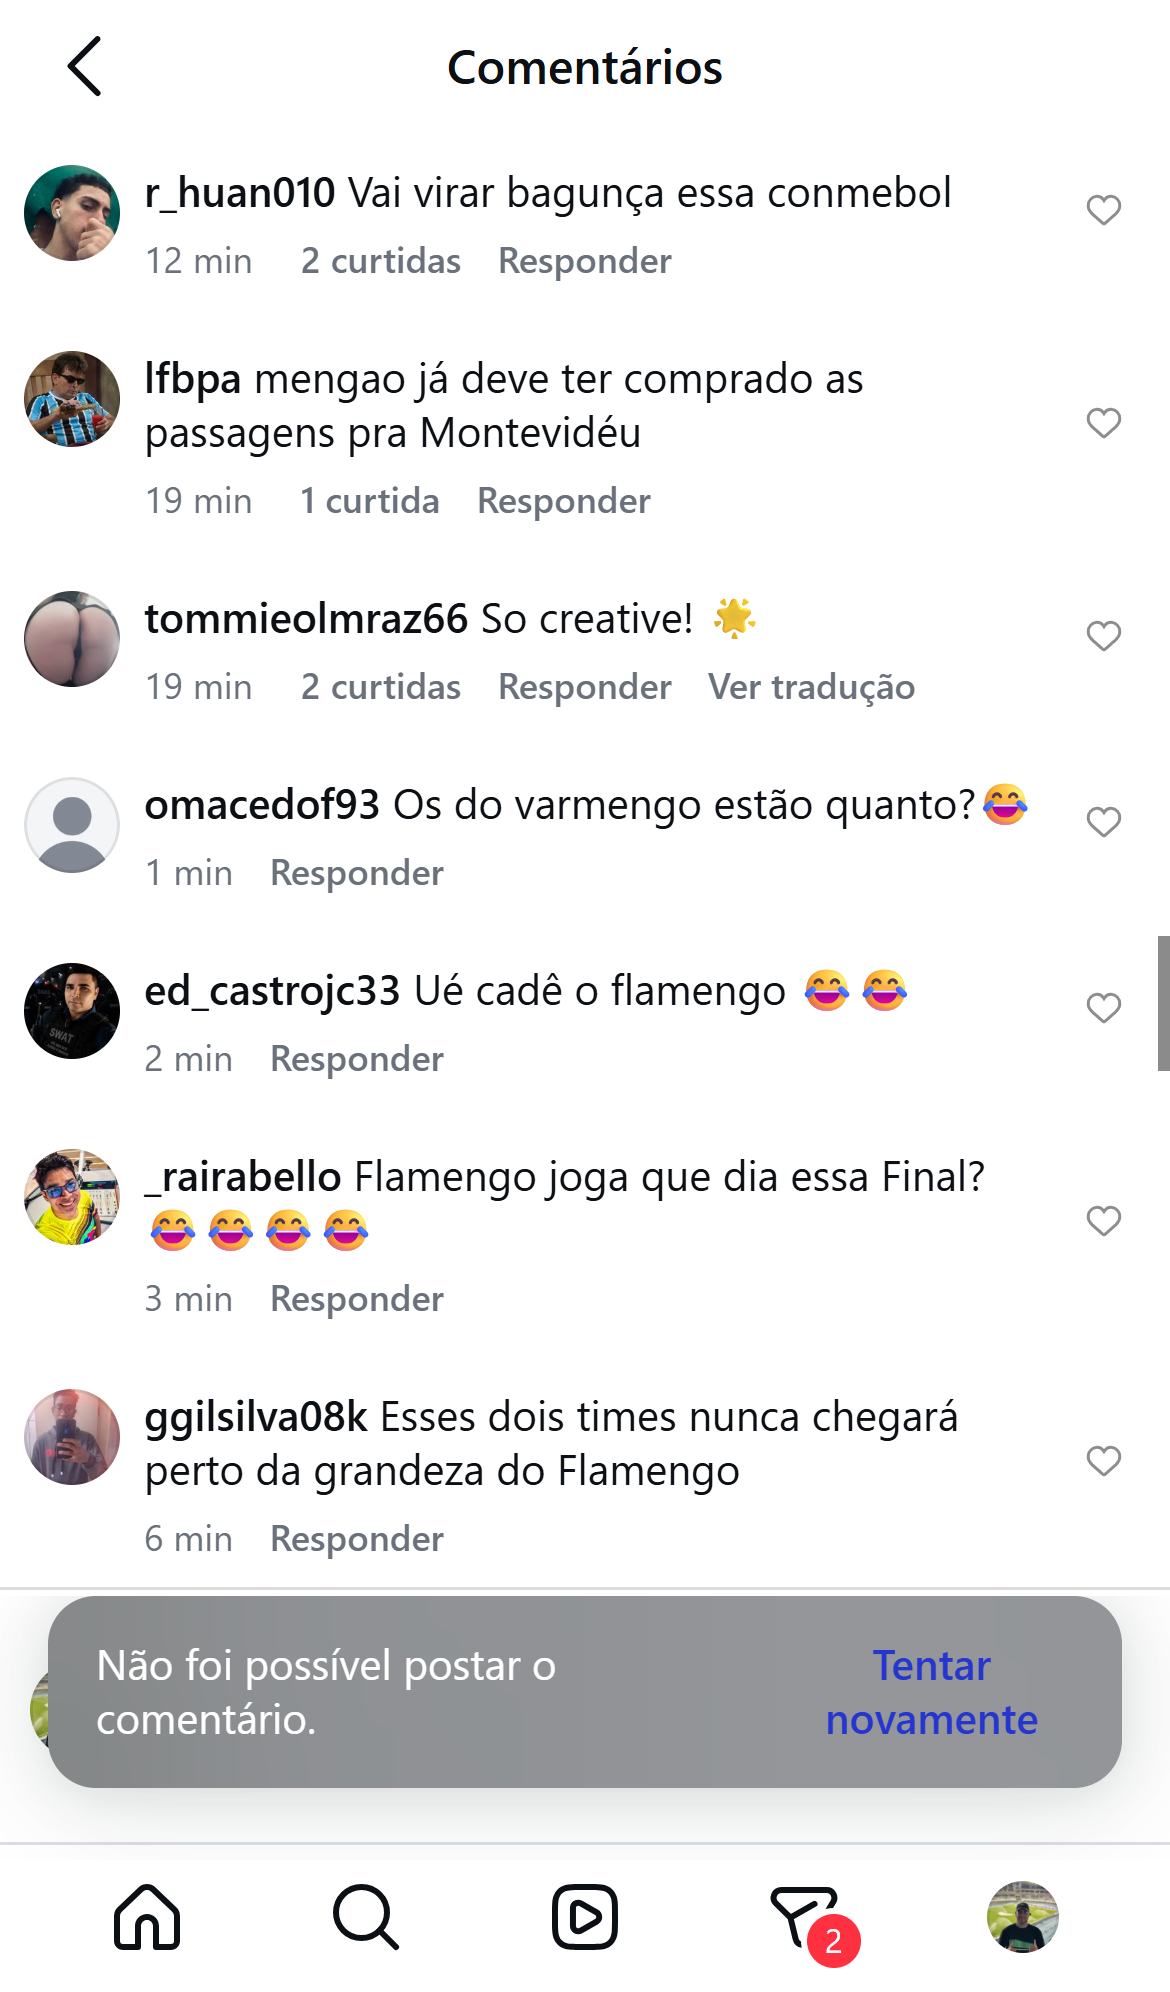 Comentários
r_huan010 Vai virar bagunça essa conmebol
12 min 2 curtidas Responder
lfbpa mengao já deve ter comprado as
passagens pra Montevidéu
19 min 1 curtida Responder
tommieolmraz66 So creative! 🌟
19 min 2 curtidas Responder Ver tradução
omacedof93 Os do varmengo estão quanto?😂
1 min Responder
ed_castrojc33 Ué cadê o flamengo 😂😂
2 min Responder
_rairabello Flamengo joga que dia essa Final?
😂😂😂😂
3 min Responder
ggilsilva08k Esses dois times nunca chegará
perto da grandeza do Flamengo
6 min Responder
Não foi possível postar o
comentário.
Tentar
novamente
2
SWAT